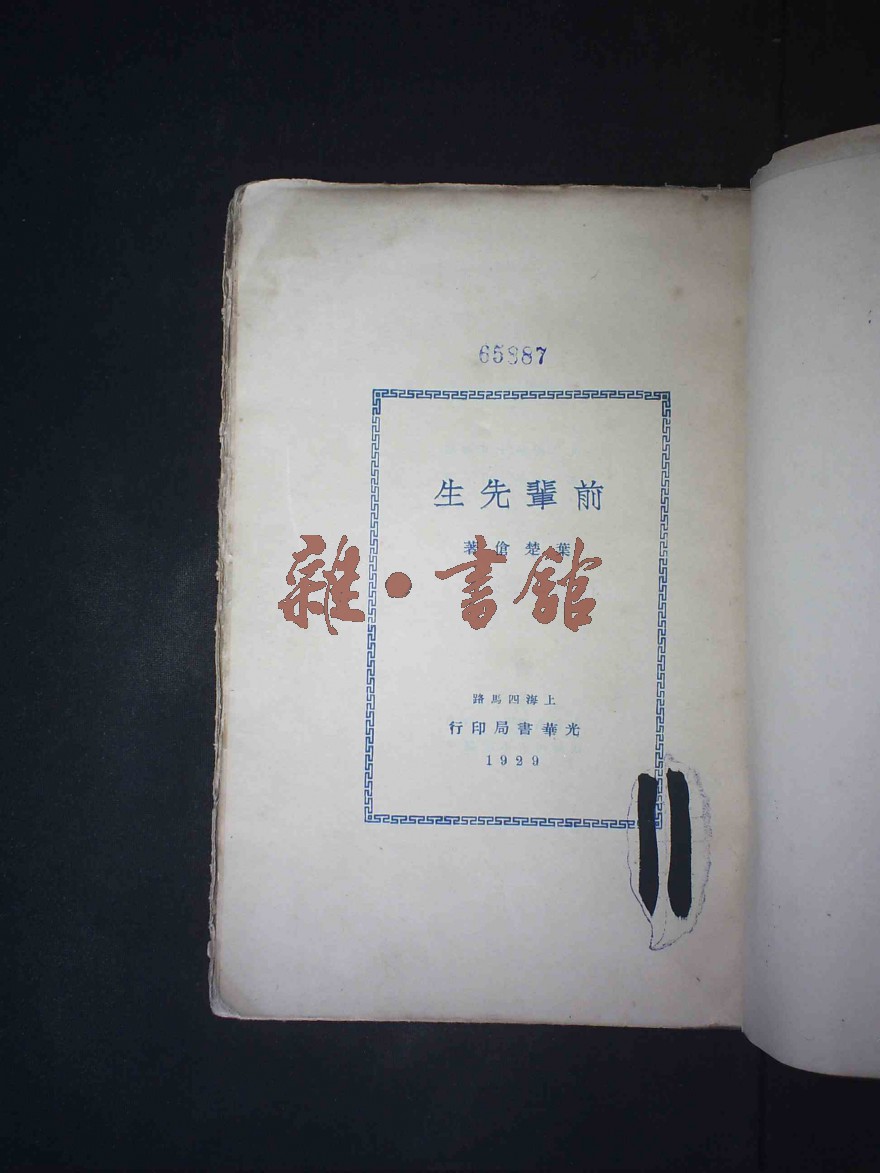 65887
前輩先生
葉楚傖著
雜•書館
上海四馬路
光華書局印行
1929